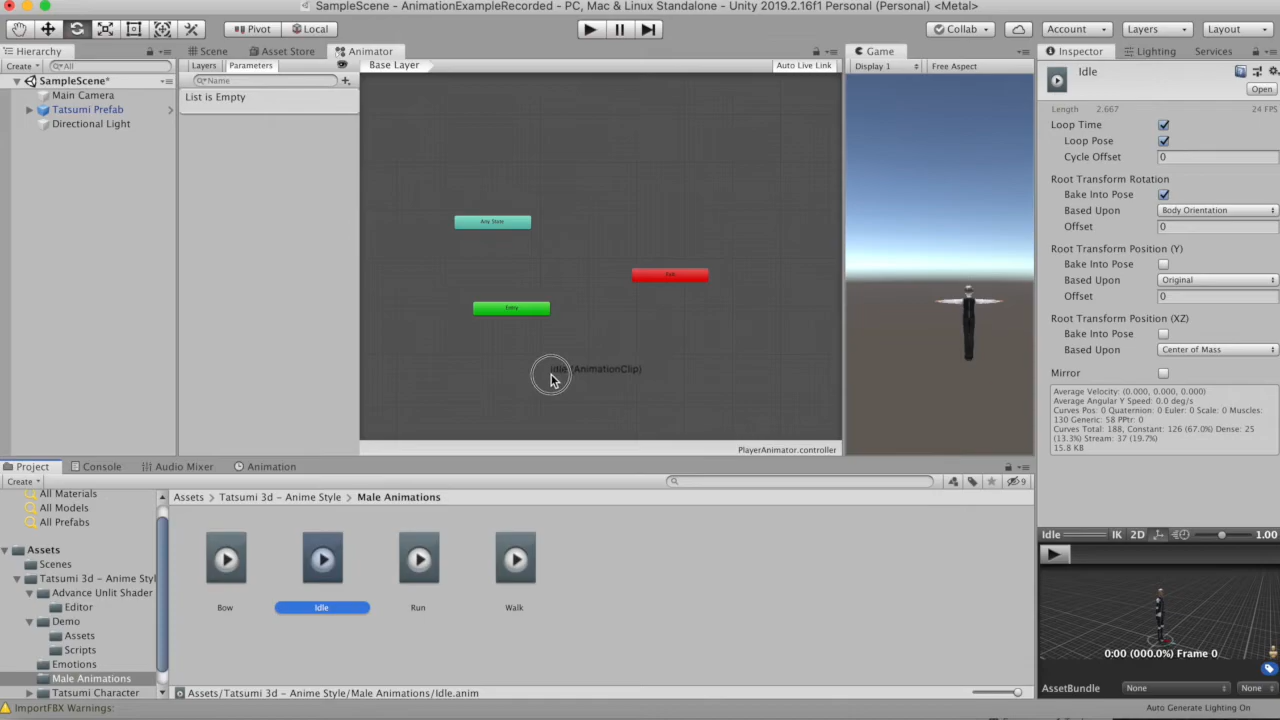 SampleScene - AnimationExampleRecorded - PC, Mac & Linux Standalone - Unity 2019.2.16f1 Personal (Personal) <Metal>
Pivot Local Collab Account Layers Layout
Hierarchy Scene Asset Store Animator Game Inspector Lighting Services
Create All Layers Parameters Base Layer Auto Live Link Display 1 Free Aspect Idle
SampleScene* Name Open
Main Camera List is Empty
Tatsumi Prefab Length 2.667 24 FPS
Directional Light Loop Time
Loop Pose
Cycle Offset 0
Root Transform Rotation
Bake Into Pose
Based Upon Body Orientation
Any State Offset 0
Root Transform Position (Y)
Bake Into Pose
Exit Based Upon Original
Offset 0
Entry Root Transform Position (XZ)
Bake Into Pose
Based Upon Center of Mass
Idle (AnimationClip) Mirror
Average Velocity: (0.000, 0.000, 0.000)
Average Angular Y Speed: 0.0 deg/s
Curves Pos: 0 Quaternion: 0 Euler: 0 Scale: 0 Muscles:
130 Generic: 58 PPtr: 0
Curves Total: 188, Constant: 126 (67.0%) Dense: 25
(13.3%) Stream: 37 (19.7%)
15.8 KB
PlayerAnimator.controller
Project Console Audio Mixer Animation
Create 9
All Materials Assets Tatsumi 3d - Anime Style Male Animations
All Models
All Prefabs
Assets
Scenes
Tatsumi 3d - Anime Styl
Advance Unlit Shader
Editor
Demo
Assets
Scripts
Emotions
Male Animations
Tatsumi Character
Bow Idle Run Walk
Assets/Tatsumi 3d - Anime Style/Male Animations/Idle.anim
Idle IK 2D 1.00
0:00 (000.0%) Frame 0
AssetBundle None None
ImportFBX Warnings: Auto Generate Lighting On